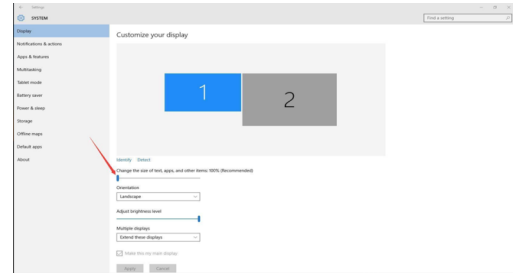 Settings
SYSTEM
Find a setting
Display
Notifications & actions
Apps & features
Multitasking
Tablet mode
Battery saver
Power & sleep
Storage
Offline maps
Default apps
About
Customize your display
1
2
Identify Detect
Change the size of text, apps, and other items: 100% (Recommended)
Orientation
Landscape
Adjust brightness level
Multiple displays
Extend these displays
Make this my main display
Apply Cancel